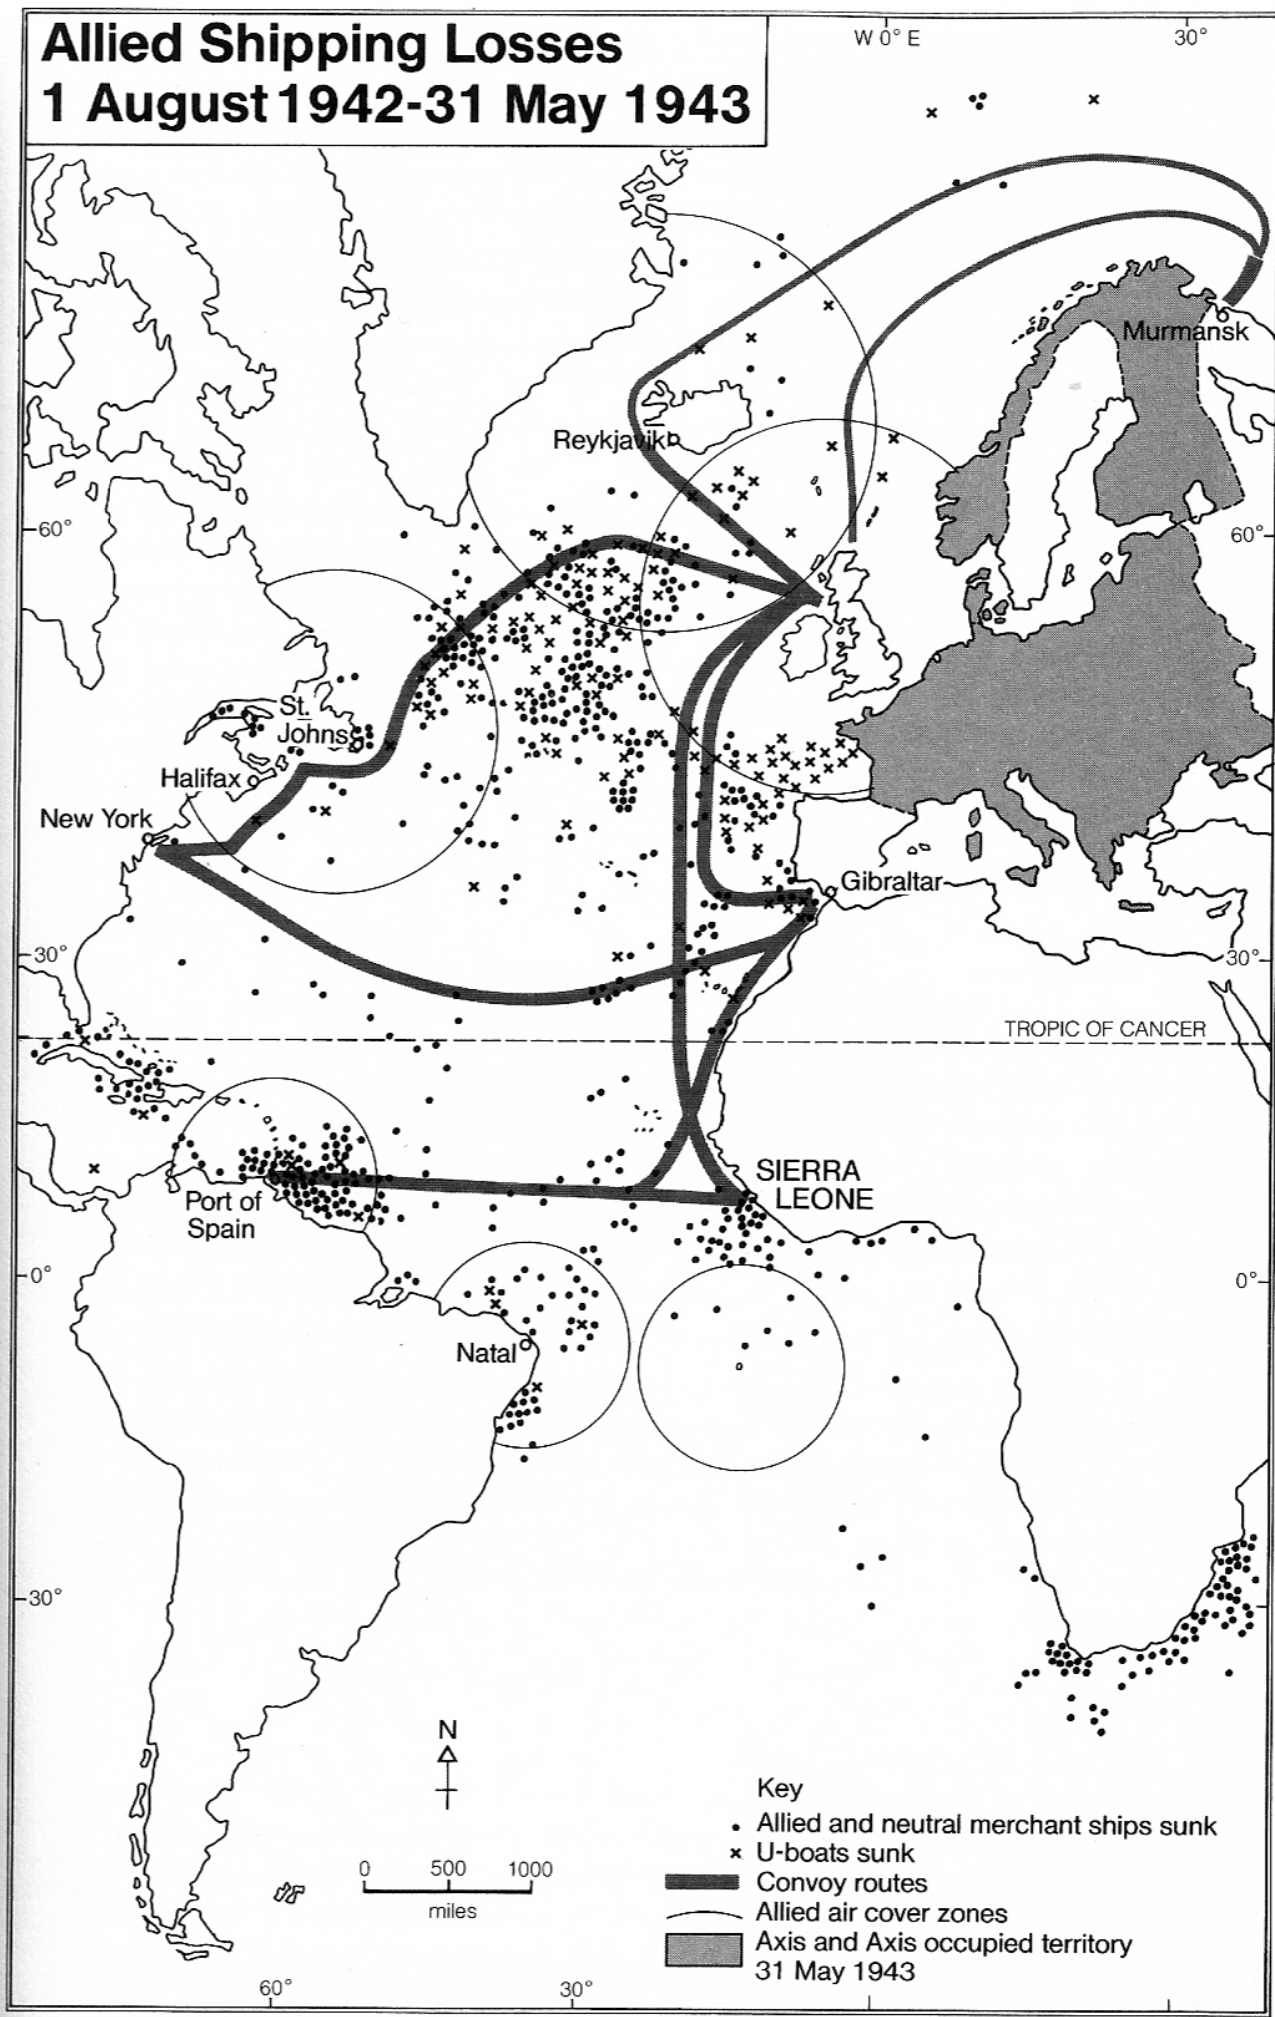 Allied Shipping Losses
1 August 1942-31 May 1943
W 0° E
30°
Murmansk
Reykjavik
60°
60°
St.
Johns
Halifax
New York
Gibraltar
30°
30°
TROPIC OF CANCER
SIERRA
LEONE
Port of
Spain
0°
0°
Natal
30°
N
0 500 1000
miles
Key
Allied and neutral merchant ships sunk
U-boats sunk
Convoy routes
Allied air cover zones
Axis and Axis occupied territory
31 May 1943
60°
30°